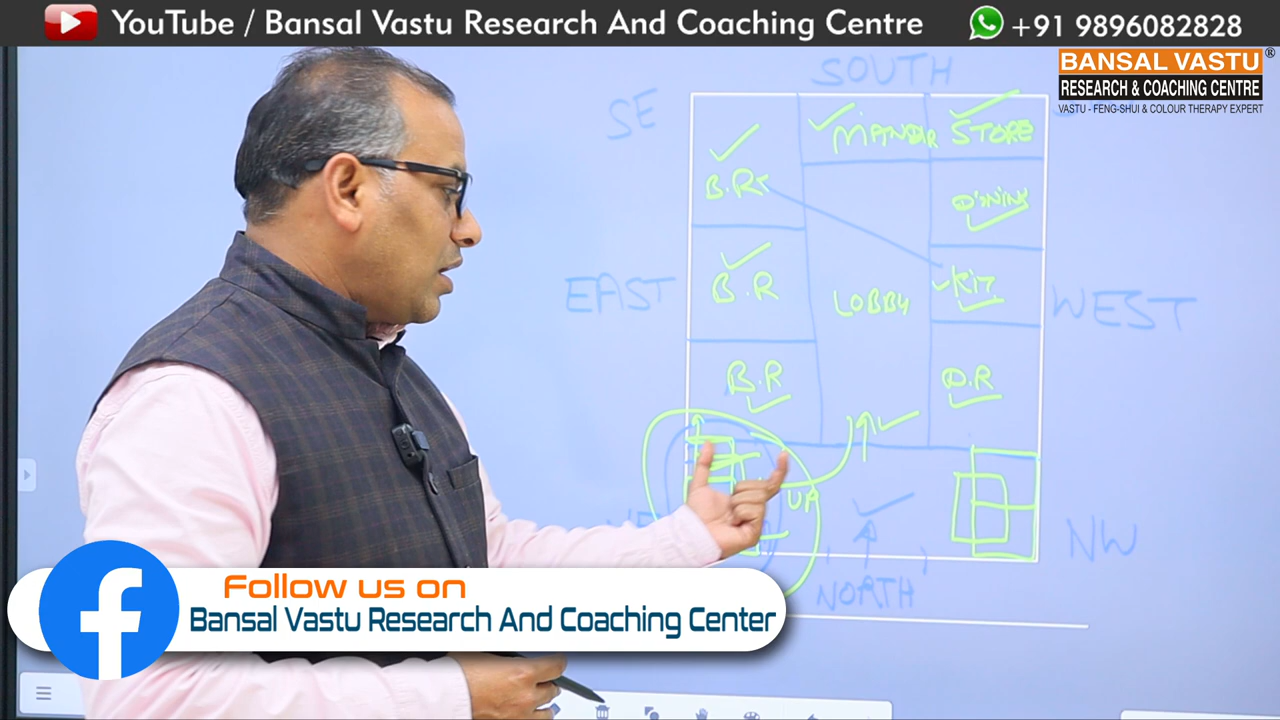 YouTube / Bansal Vastu Research And Coaching Centre
+91 9896082828
BANSAL VASTU®
RESEARCH & COACHING CENTRE
VASTU - FENG-SHUI & COLOUR THERAPY EXPERT
SOUTH
SE
MANDIR
STORE
B.R
DINING
EAST
B.R
LOBBY
KIT
WEST
B.R
D.R
UP
NW
NORTH
Follow us on
Bansal Vastu Research And Coaching Center